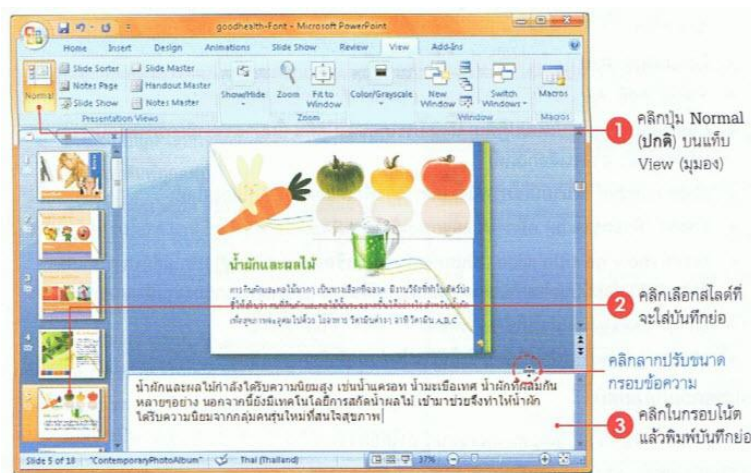 goodhealth-Font - Microsoft PowerPoint
Home Insert Design Animations Slide Show Review View Add-Ins
Normal
Slide Sorter
Notes Page
Slide Show
Slide Master
Handout Master
Notes Master
Presentation Views
Show/Hide
Zoom
Fit to
Window
Zoom
Color/Grayscale
New
Window
Switch
Windows
Window
Macros
Macros
1 คลิกปุ่ม Normal
(ปกติ) บนแท็บ
View (มุมมอง)
น้ำผักและผลไม้
2 คลิกเลือกสไลด์ที่
จะใส่บันทึกย่อ
คลิกลากปรับขนาด
กรอบข้อความ
น้ำผักและผลไม้กำลังได้รับความนิยมสูง เช่นน้ำแครอท น้ำมะเขือเทศ น้ำผักที่ผสมกัน
หลายๆอย่าง นอกจากนี้ยังมีเทคโนโลยีการสกัดน้ำผลไม้ เข้ามาช่วยจึงทำให้น้ำผัก
ได้รับความนิยมจากกลุ่มคนรุ่นใหม่ที่สนใจสุขภาพ
3 คลิกในกรอบโน้ต
แล้วพิมพ์บันทึกย่อ
Slide 5 of 18 "ContemporaryPhotoAlbum" Thai (Thailand) 37%